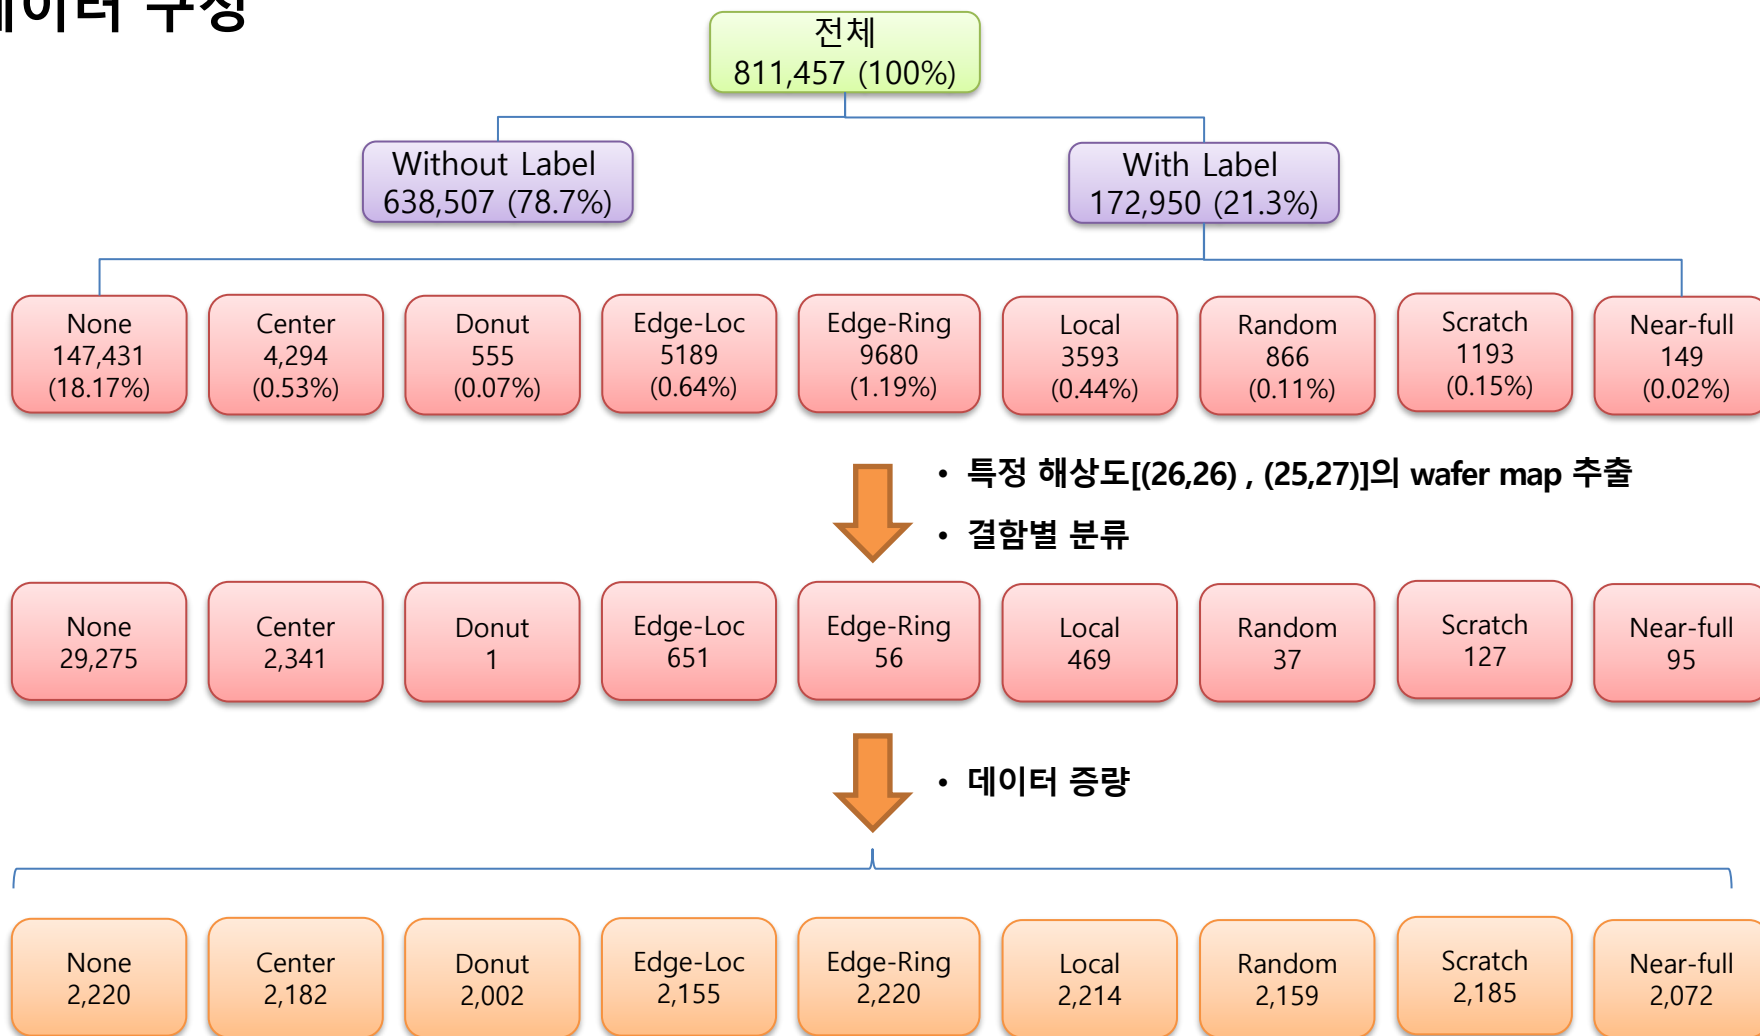 데이터 구성
전체
811,457 (100%)
Without Label
638,507 (78.7%)
With Label
172,950 (21.3%)
None
147,431
(18.17%)
Center
4,294
(0.53%)
Donut
555
(0.07%)
Edge-Loc
5189
(0.64%)
Edge-Ring
9680
(1.19%)
Local
3593
(0.44%)
Random
866
(0.11%)
Scratch
1193
(0.15%)
Near-full
149
(0.02%)
• 특정 해상도[(26,26) , (25,27)]의 wafer map 추출
• 결함별 분류
None
29,275
Center
2,341
Donut
1
Edge-Loc
651
Edge-Ring
56
Local
469
Random
37
Scratch
127
Near-full
95
• 데이터 증량
None
2,220
Center
2,182
Donut
2,002
Edge-Loc
2,155
Edge-Ring
2,220
Local
2,214
Random
2,159
Scratch
2,185
Near-full
2,072